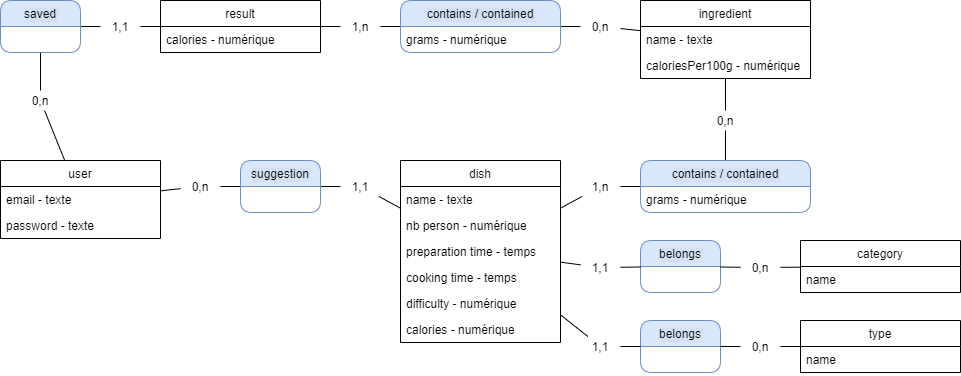 saved
1,1
result
calories - numérique
1,n
contains / contained
grams - numérique
0,n
ingredient
name - texte
caloriesPer100g - numérique
0,n
0,n
user
email - texte
password - texte
0,n
suggestion
1,1
dish
name - texte
nb person - numérique
preparation time - temps
cooking time - temps
difficulty - numérique
calories - numérique
1,n
contains / contained
grams - numérique
1,1
belongs
0,n
category
name
1,1
belongs
0,n
type
name